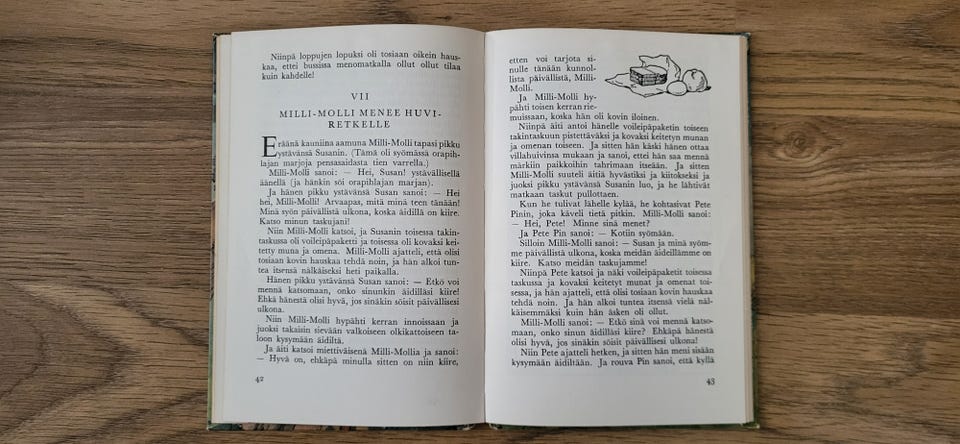 Niinpä loppujen lopuksi oli tosiaan oikein haus-
kaa, ettei bussissa menomatkalla ollut ollut tilaa
kuin kahdelle!
VII
MILLI-MOLLI MENEE HUVI-
RETKELLE
Eräänä kauniina aamuna Milli-Molli tapasi pikku
ystävänsä Susanin. (Tämä oli syömässä orapih-
lajan marjoja pensasaidasta tien varrella.)
Milli-Molli sanoi: — Hei, Susan! ystävällisellä
äänellä (ja hänkin söi orapihlajan marjan).
Ja hänen pikku ystävänsä Susan sanoi: — Hei
hei, Milli-Molli! Arvaapas, mitä minä teen tänään!
Minä syön päivällistä ulkona, koska äidillä on kiire.
Katso minun taskujani!
Niin Milli-Molli katsoi, ja Susanin toisessa takin-
taskussa oli voileipäpaketti ja toisessa oli kovaksi kei-
tetty muna ja omena. Milli-Molli ajatteli, että olisi
tosiaan kovin hauskaa tehdä noin, ja hän alkoi tun-
tea itsensä nälkäiseksi heti paikalla.
Hänen pikku ystävänsä Susan sanoi: — Etkö sinä
voi mennä katsomaan, onko sinunkin äidilläsi kiire!
Ehkä hänestä olisi hyvä, jos sinäkin söisit päivällisesi
ulkona.
Niin Milli-Molli hypähti kerran innoissaan ja
juoksi takaisin sievään valkoiseen olkikattoiseen ta-
loon kysymään äidiltä.
Ja äiti katsoi miettiväisenä Milli-Mollia ja sanoi:
— Hyvä on, ehkäpä minulla sitten on niin kiire,
42
etten voi tarjota si-
nulle tänään kunnol-
lista päivällistä, Milli-
Molli.
Ja Milli-Molli hy-
pähti toisen kerran rie-
muissaan, koska hän oli kovin iloinen.
Niinpä äiti antoi hänelle voileipäpaketin toiseen
takintaskuun pistettäväksi ja kovaksi keitetyn munan
ja omenan toiseen. Ja sitten hän käski hänen ottaa
villahuivinsa mukaan ja sanoi, ettei hän saa mennä
märkiin paikkoihin tahrimaan itseään. Ja sitten
Milli-Molli suuteli äitiä hyvästiksi ja kiitokseksi ja
juoksi pikku ystävänsä Susanin luo, ja he lähtivät
matkaan taskut pullottaen.
Kun he tulivat lähelle kylää, he kohtasivat Pete
Pinin, joka käveli tietä pitkin. Milli-Molli sanoi:
— Hei, Pete! Minne sinä menet?
Ja Pete Pin sanoi: — Kotiin syömään.
Silloin Milli-Molli sanoi: — Susan ja minä syöm-
me päivällistä ulkona, koska meidän äideillämme on
kiire. Katso meidän taskujamme!
Niinpä Pete katsoi ja näki voileipäpaketit toisessa
taskussa ja kovaksi keitetyt munat ja omenat toi-
sessa, ja hän ajatteli, että olisi tosiaan kovin hauskaa
tehdä noin. Ja hän alkoi tuntea itsensä vielä näl-
käisemmäksi kuin hän äsken oli ollut.
Milli-Molli sanoi: — Etkö sinä voi mennä katso-
maan, onko sinun äidilläsi kiire? Ehkäpä hänestä
olisi hyvä, jos sinäkin söisit päivällisesi ulkona!
Niin Pete ajatteli hetken, ja sitten hän meni sisään
kysymään äidiltään. Ja rouva Pin sanoi, että kyllä
43